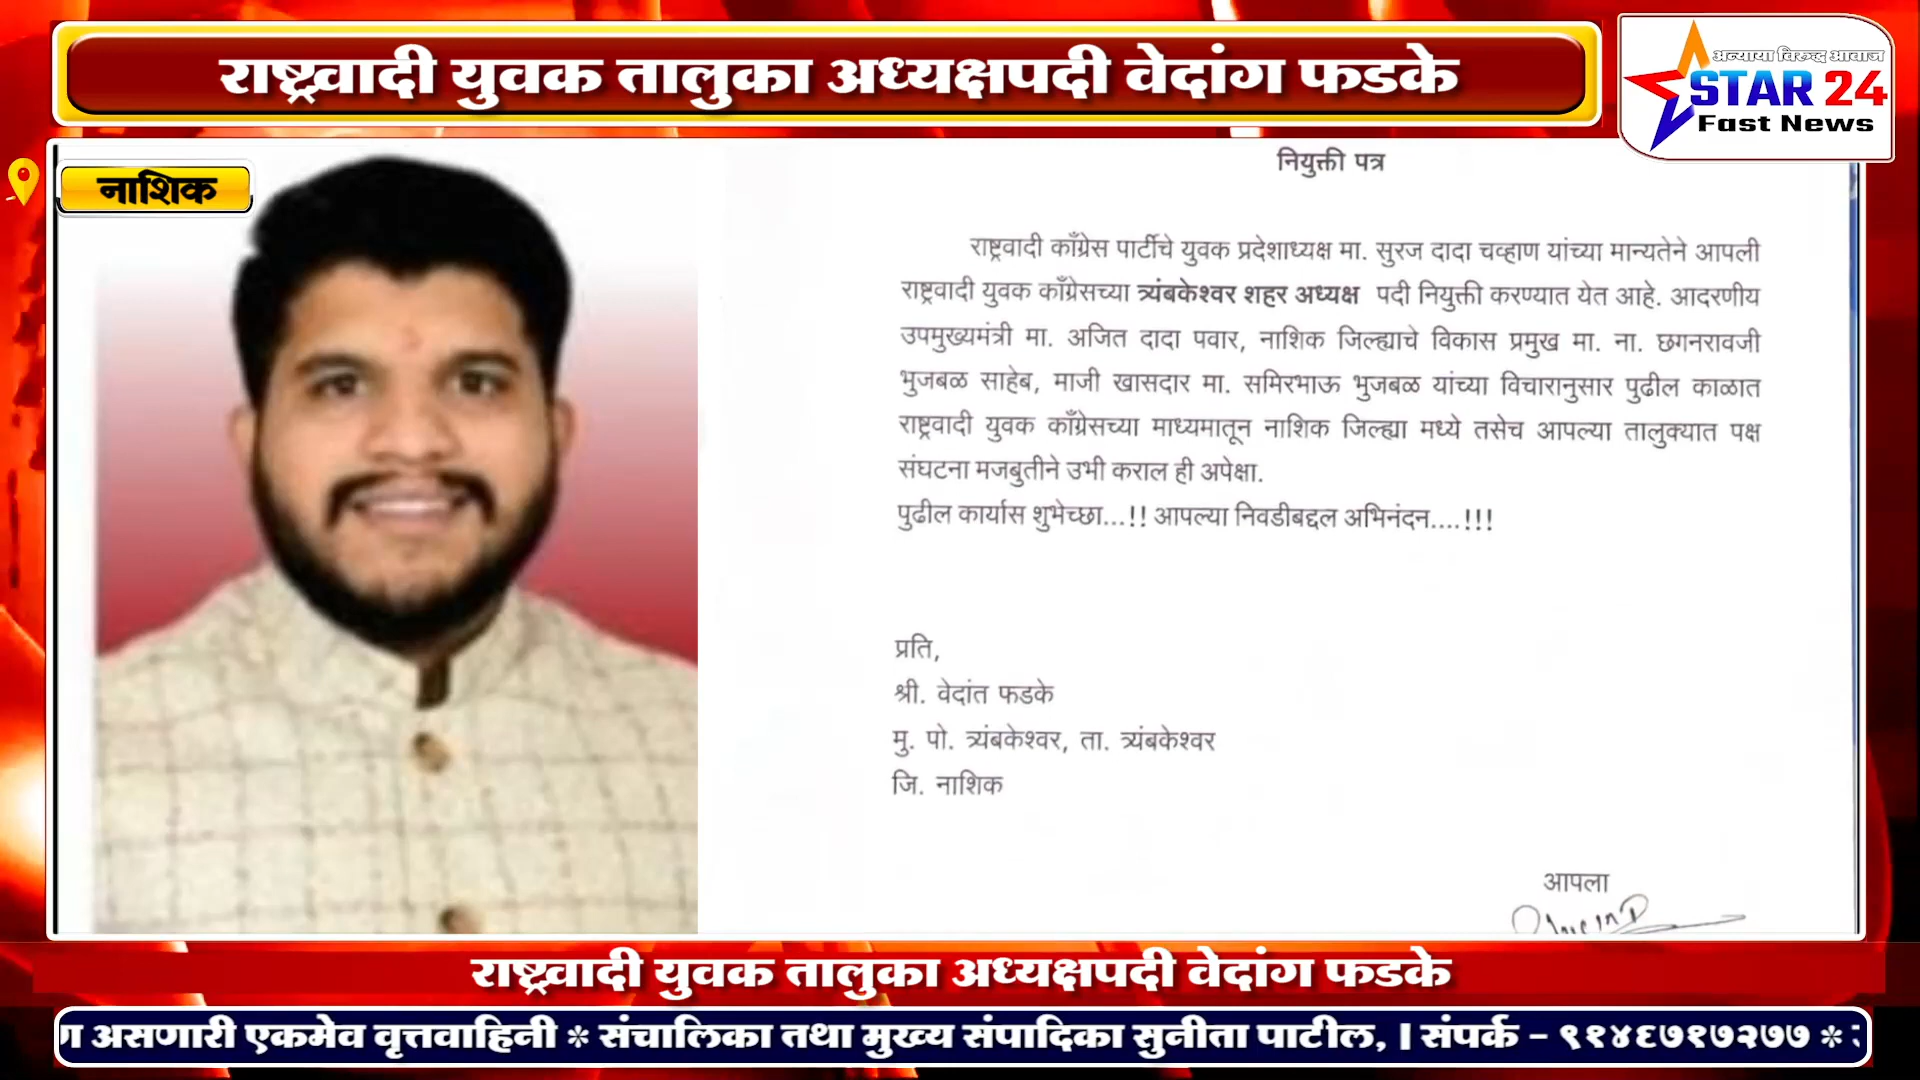 राष्ट्रवादी युवक तालुका अध्यक्षपदी वेदांग फडके
अन्याया विरुद्ध आवाज
STAR 24
Fast News
नाशिक
नियुक्ती पत्र
राष्ट्रवादी काँग्रेस पार्टीचे युवक प्रदेशाध्यक्ष मा. सुरज दादा चव्हाण यांच्या मान्यतेने आपली
राष्ट्रवादी युवक काँग्रेसच्या त्र्यंबकेश्वर शहर अध्यक्ष पदी नियुक्ती करण्यात येत आहे. आदरणीय
उपमुख्यमंत्री मा. अजित दादा पवार, नाशिक जिल्ह्याचे विकास प्रमुख मा. ना. छगनरावजी
भुजबळ साहेब, माजी खासदार मा. समिरभाऊ भुजबळ यांच्या विचारानुसार पुढील काळात
राष्ट्रवादी युवक काँग्रेसच्या माध्यमातून नाशिक जिल्ह्या मध्ये तसेच आपल्या तालुक्यात पक्ष
संघटना मजबुतीने उभी कराल ही अपेक्षा.
पुढील कार्यास शुभेच्छा...!! आपल्या निवडीबद्दल अभिनंदन....!!!
प्रति,
श्री. वेदांत फडके
मु. पो. त्र्यंबकेश्वर, ता. त्र्यंबकेश्वर
जि. नाशिक
आपला
राष्ट्रवादी युवक तालुका अध्यक्षपदी वेदांग फडके
असणारी एकमेव वृत्तवाहिनी * संचालिका तथा मुख्य संपादिका सुनीता पाटील, | संपर्क - ९१४६७१७२७७ *